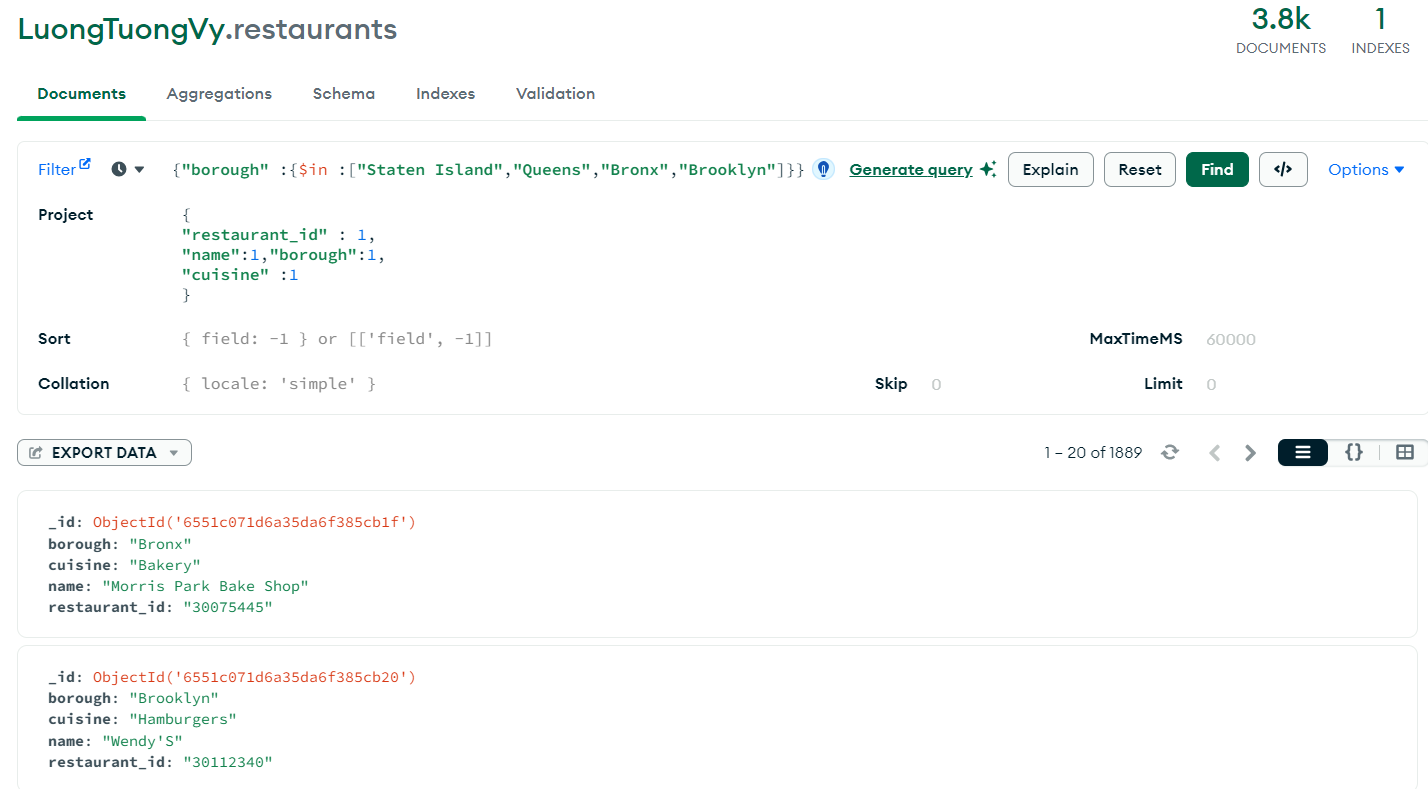 LuongTuongVy.restaurants
3.8k
DOCUMENTS
1
INDEXES
Documents Aggregations Schema Indexes Validation
Filter {"borough" :{$in :["Staten Island","Queens","Bronx","Brooklyn"]}} Generate query Explain Reset Find </> Options
Project {
"restaurant_id" : 1,
"name":1,"borough":1,
"cuisine" :1
}
Sort { field: -1 } or [['field', -1]] MaxTimeMS 60000
Collation { locale: 'simple' } Skip 0 Limit 0
EXPORT DATA 1 – 20 of 1889 {}
_id: ObjectId('6551c071d6a35da6f385cb1f')
borough: "Bronx"
cuisine: "Bakery"
name: "Morris Park Bake Shop"
restaurant_id: "30075445"
_id: ObjectId('6551c071d6a35da6f385cb20')
borough: "Brooklyn"
cuisine: "Hamburgers"
name: "Wendy'S"
restaurant_id: "30112340"